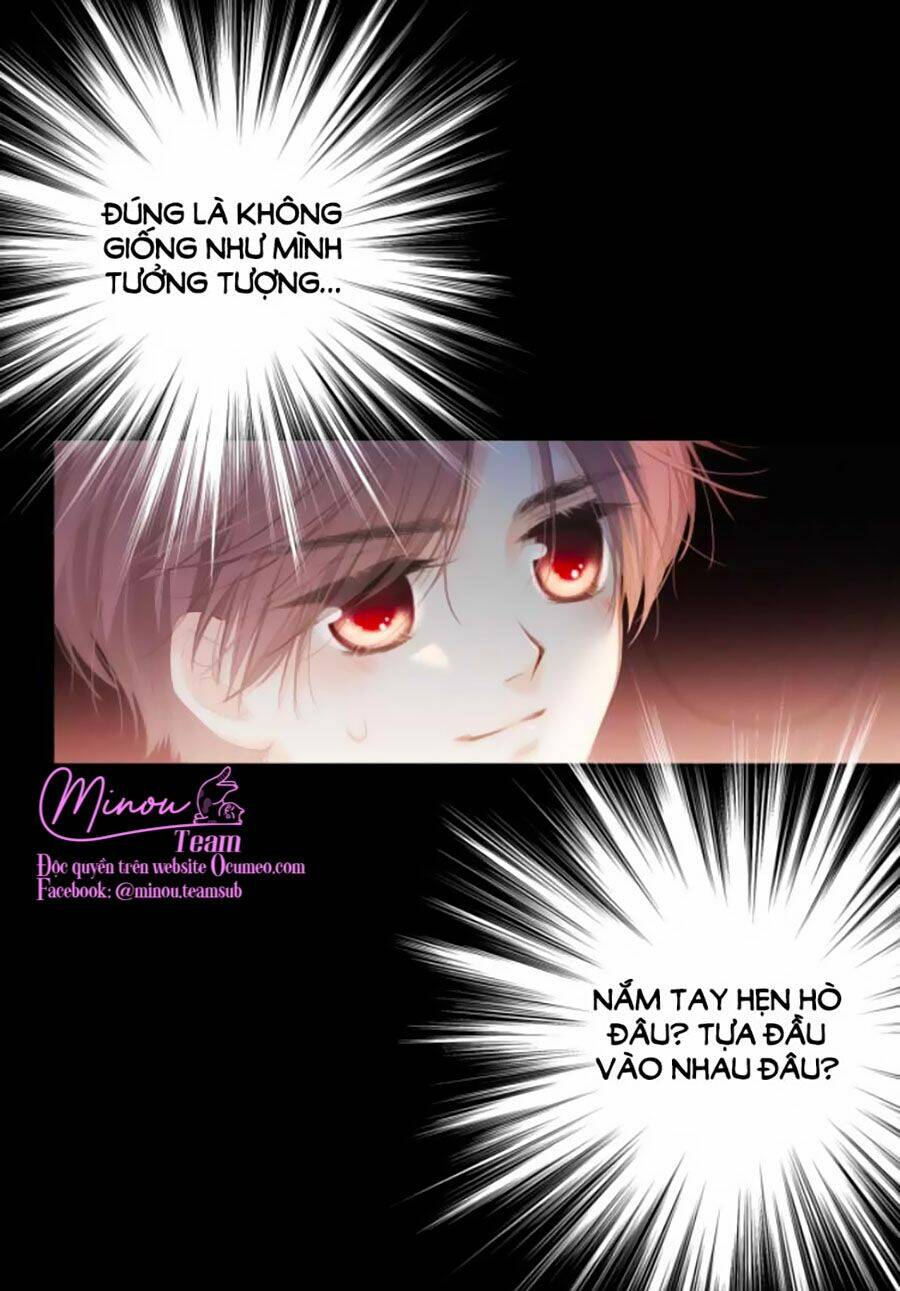 ĐÚNG LÀ KHÔNG
GIỐNG NHƯ MÌNH
TƯỞNG TƯỢNG...
Minou
Team
Độc quyền trên website Ocumeo.com
Facebook: @minou.teamsub
NẮM TAY HẸN HÒ
ĐÂU? TỰA ĐẦU
VÀO NHAU ĐÂU?